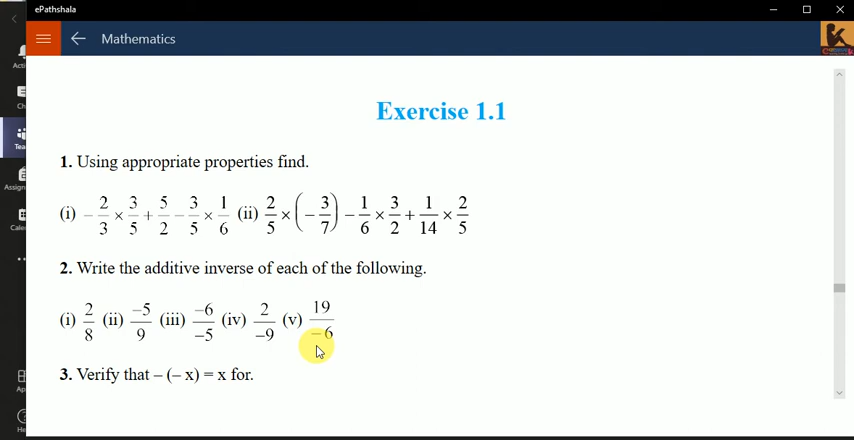 ePathshala
Mathematics
Exercise 1.1
1. Using appropriate properties find.
(i) -2/3 × 3/5 + 5/2 - 3/5 × 1/6 (ii) 2/5 × (-3/7) - 1/6 × 3/2 + 1/14 × 2/5
2. Write the additive inverse of each of the following.
(i) 2/8 (ii) -5/9 (iii) -6/-5 (iv) 2/-9 (v) 19/-6
3. Verify that – (– x) = x for.